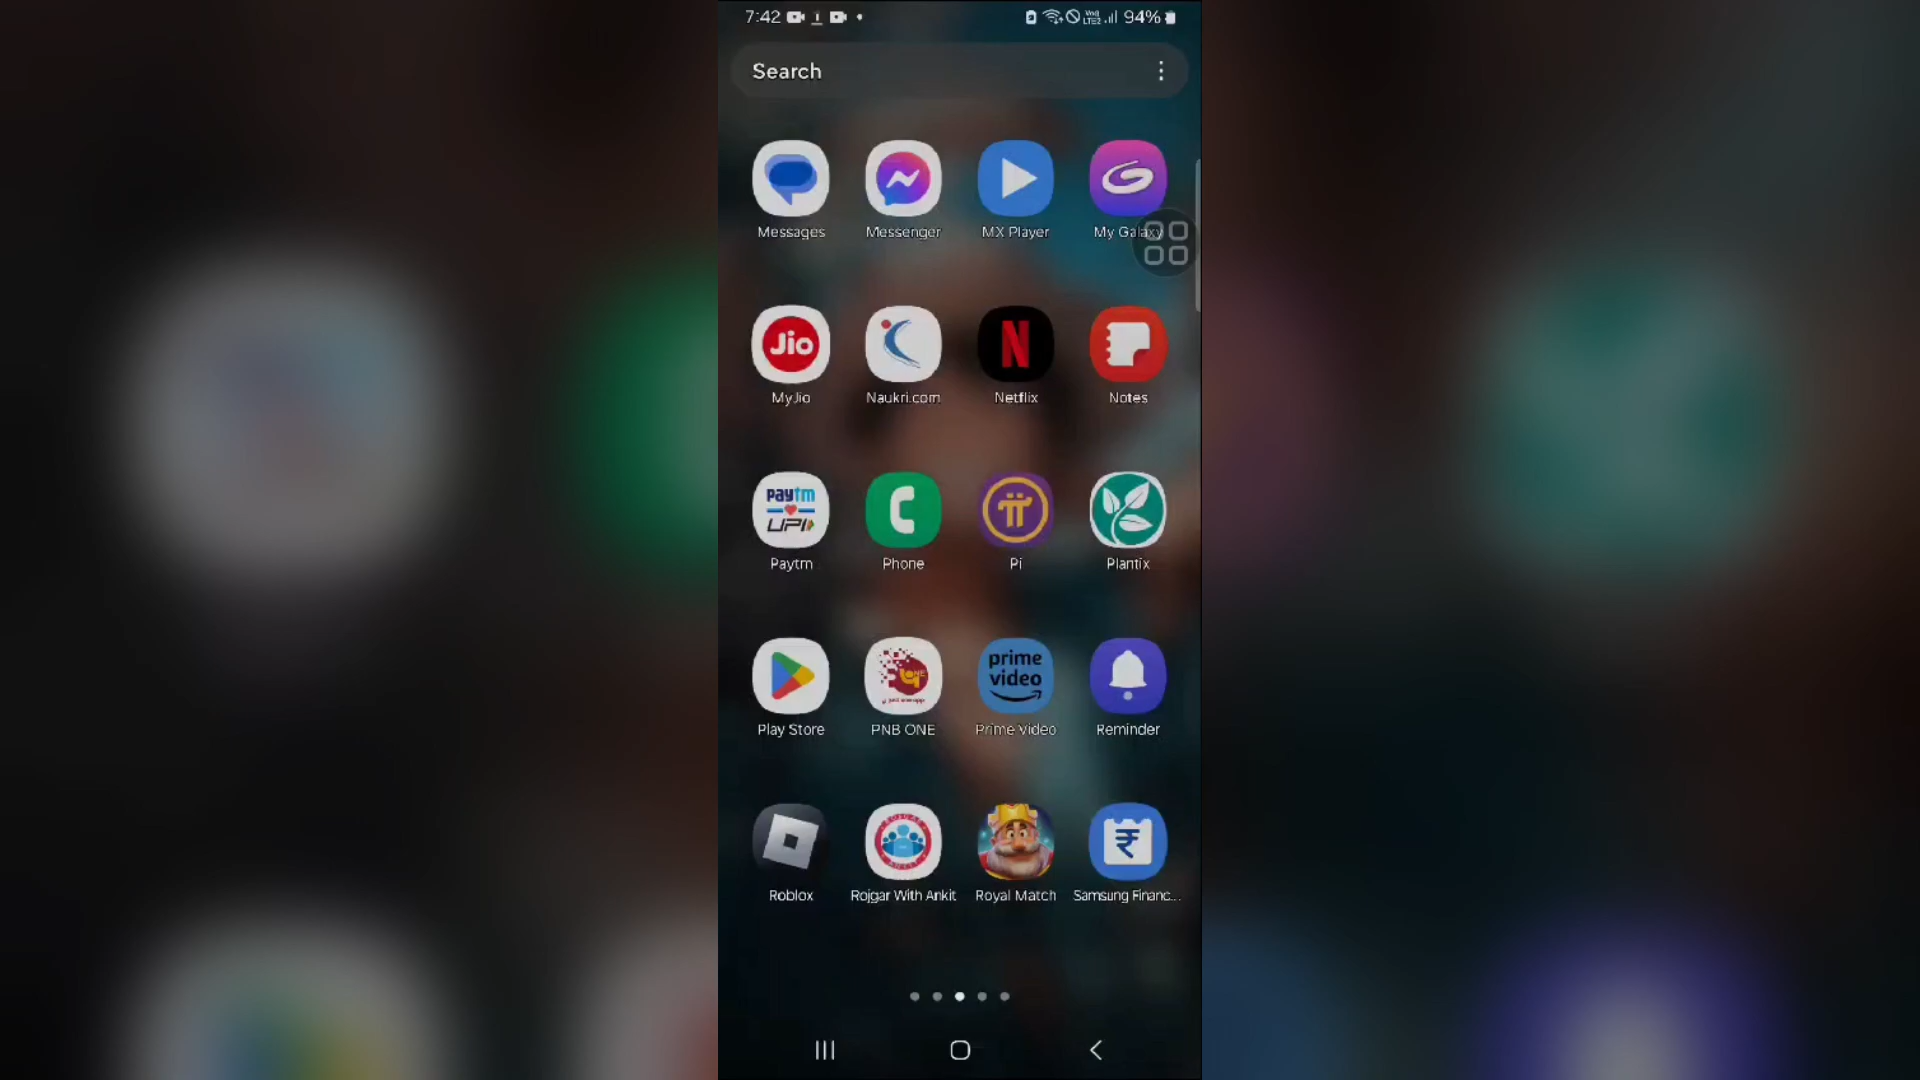 7:42
VoLTE2 94%
Search
Messages Messenger MX Player My Galaxy
Jio N
MyJio Naukri.com Netflix Notes
paytm
UPI
Paytm Phone Pi Plantix
ONE prime
video
Play Store PNB ONE Prime Video Reminder
₹
Roblox Rojgar With Ankit Royal Match Samsung Financ...